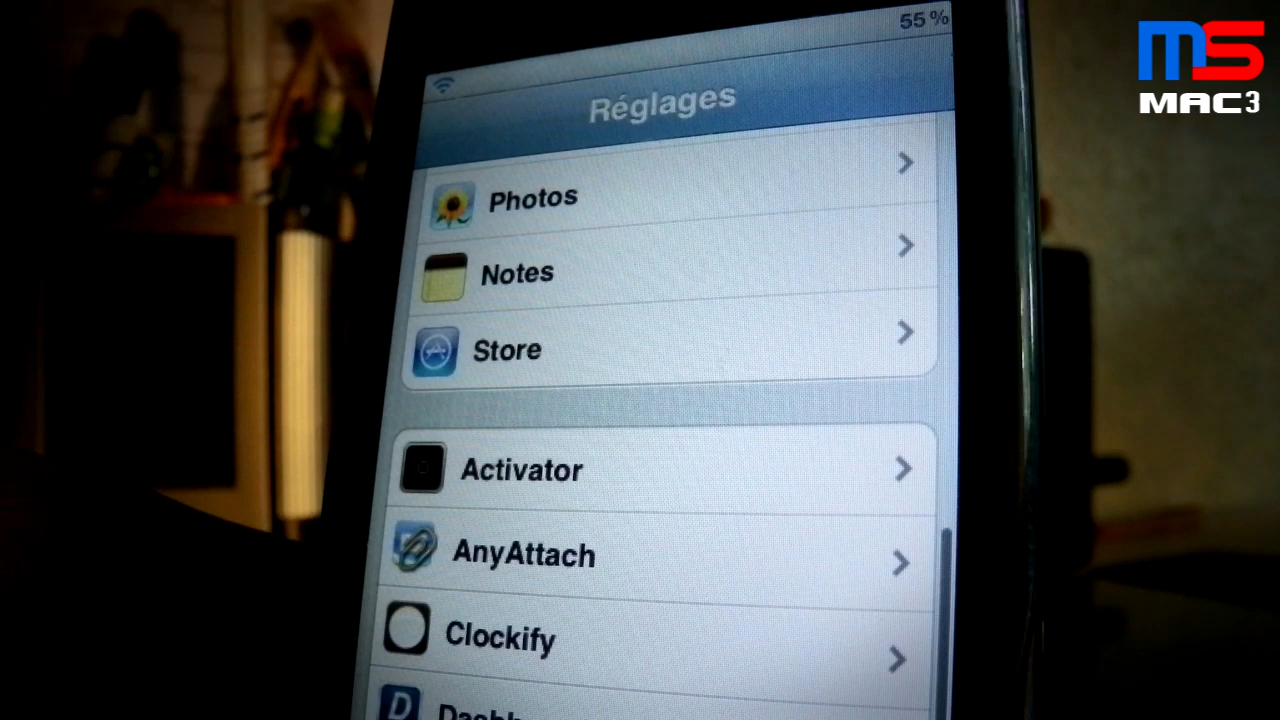 55 %
MS
MAC3
Réglages
Photos
Notes
Store
Activator
AnyAttach
Clockify
D